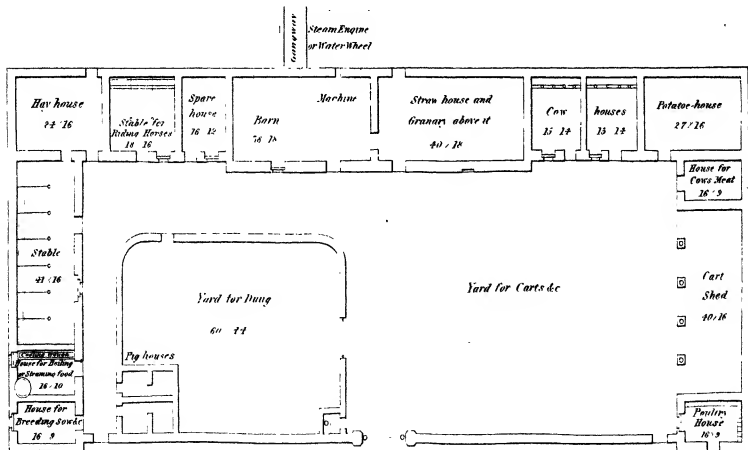 Gangway
Steam Engine
or Water Wheel
Hay house
24 16
Stable for
Riding Horses
18 16
Spare
house
16 12
Barn
Machine
18
Straw house and
Granary above it
40 / 18
Cow
15 14
houses
15 14
Potatoe-house
27 / 16
House for
Cows Meat
16 9
Stable
16
Yard for Dung
60 44
Yard for Carts &c
Cart
Shed
40 / 16
Pig houses
House for Boiling
or Steaming food
16 / 10
House for
Breeding Sow &c
16 9
Poultry
House
16 9